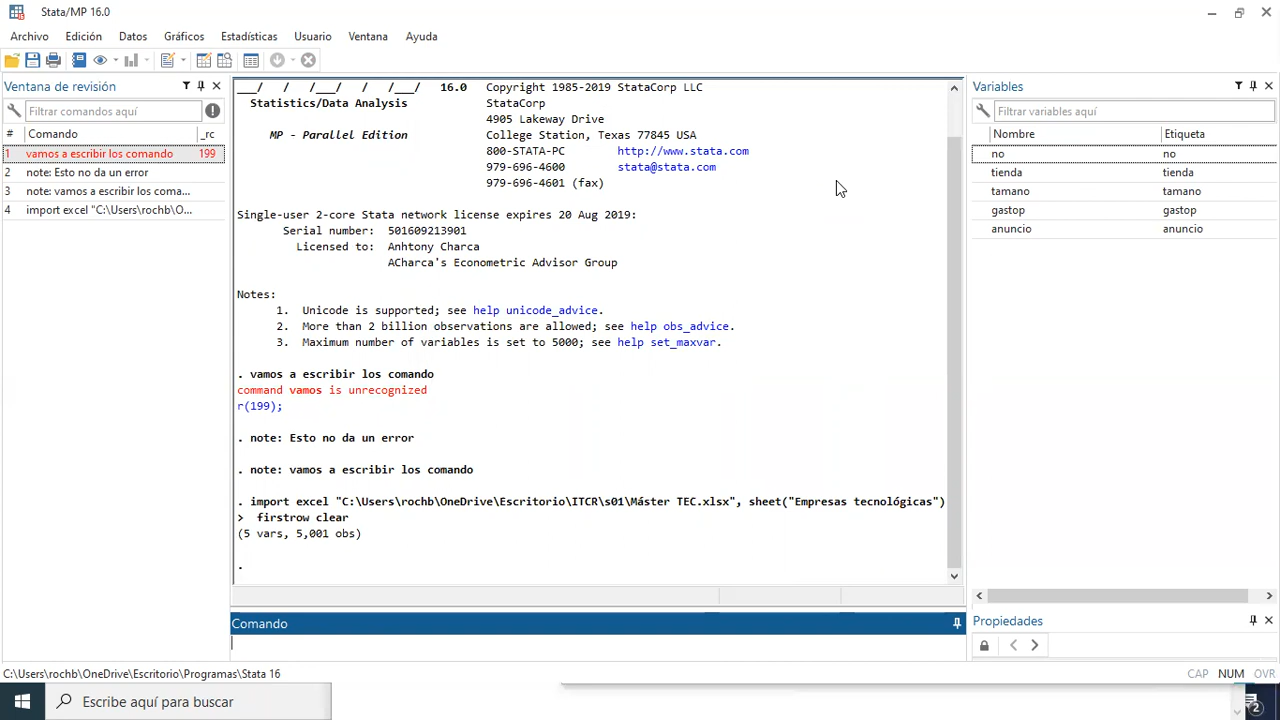 Stata/MP 16.0
Archivo Edición Datos Gráficos Estadísticas Usuario Ventana Ayuda
Ventana de revisión
Filtrar comandos aquí
# Comando _rc
1 vamos a escribir los comando 199
2 note: Esto no da un error
3 note: vamos a escribir los coma...
4 import excel "C:\Users\rochb\O...
___/ / /___/ / /___/ 16.0 Copyright 1985-2019 StataCorp LLC
Statistics/Data Analysis StataCorp
4905 Lakeway Drive
MP - Parallel Edition College Station, Texas 77845 USA
800-STATA-PC http://www.stata.com
979-696-4600 stata@stata.com
979-696-4601 (fax)
Single-user 2-core Stata network license expires 20 Aug 2019:
Serial number: 501609213901
Licensed to: Anhtony Charca
ACharca's Econometric Advisor Group
Notes:
1. Unicode is supported; see help unicode_advice.
2. More than 2 billion observations are allowed; see help obs_advice.
3. Maximum number of variables is set to 5000; see help set_maxvar.
. vamos a escribir los comando
command vamos is unrecognized
r(199);
. note: Esto no da un error
. note: vamos a escribir los comando
. import excel "C:\Users\rochb\OneDrive\Escritorio\ITCR\s01\Máster TEC.xlsx", sheet("Empresas tecnológicas")
> firstrow clear
(5 vars, 5,001 obs)
.
Comando
Variables
Filtrar variables aquí
Nombre Etiqueta
no no
tienda tienda
tamano tamano
gastop gastop
anuncio anuncio
Propiedades
C:\Users\rochb\OneDrive\Escritorio\Programas\Stata 16
CAP NUM OVR
Escribe aquí para buscar
2